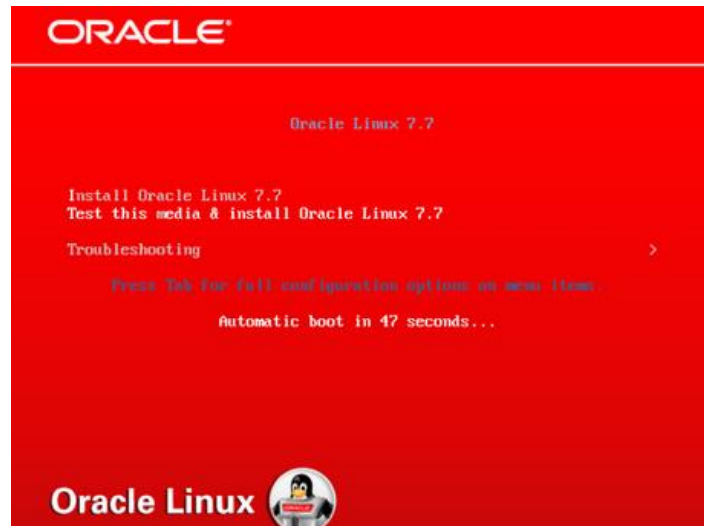 ORACLE®
Oracle Linux 7.7
Install Oracle Linux 7.7
Test this media & install Oracle Linux 7.7
Troubleshooting >
Press Tab for full configuration options on menu items.
Automatic boot in 47 seconds...
Oracle Linux
ORACLE